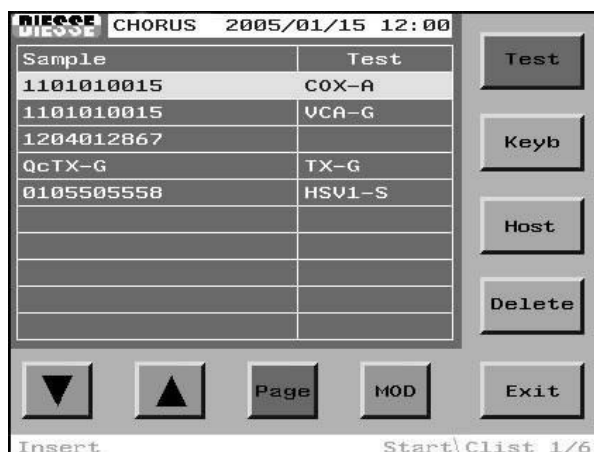 DIESSE CHORUS 2005/01/15 12:00
Sample Test
1101010015 COX-A
1101010015 VCA-G
1204012867
QcTX-G TX-G
0105505558 HSV1-S
Test
Keyb
Host
Delete
Page MOD Exit
Insert Start\Clist 1/6